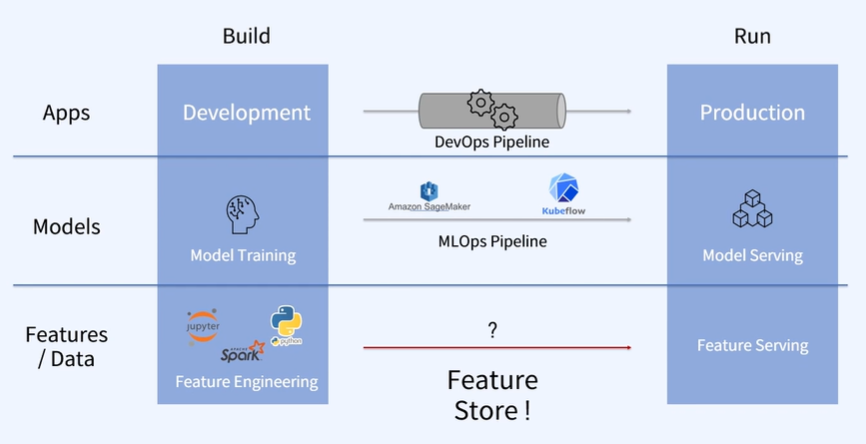 Build
Run
Apps
Development
DevOps Pipeline
Production
Models
Model Training
Amazon SageMaker
Kubeflow
MLOps Pipeline
Model Serving
Features
/ Data
jupyter
python
APACHE
Spark
Feature Engineering
?
Feature
Store !
Feature Serving